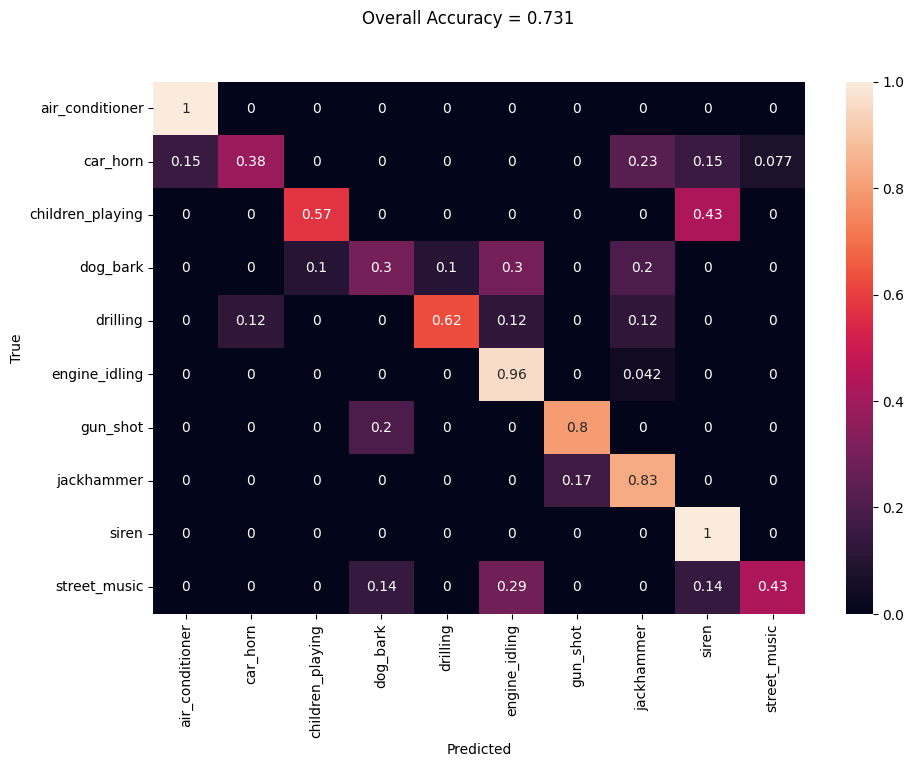 Overall Accuracy = 0.731
air_conditioner 1 0 0 0 0 0 0 0 0 0
car_horn 0.15 0.38 0 0 0 0 0 0.23 0.15 0.077
children_playing 0 0 0.57 0 0 0 0 0 0.43 0
dog_bark 0 0 0.1 0.3 0.1 0.3 0 0.2 0 0
drilling 0 0.12 0 0 0.62 0.12 0 0.12 0 0
engine_idling 0 0 0 0 0 0.96 0 0.042 0 0
gun_shot 0 0 0 0.2 0 0 0.8 0 0 0
jackhammer 0 0 0 0 0 0 0.17 0.83 0 0
siren 0 0 0 0 0 0 0 0 1 0
street_music 0 0 0 0.14 0 0.29 0 0 0.14 0.43
True
air_conditioner
car_horn
children_playing
dog_bark
drilling
engine_idling
gun_shot
jackhammer
siren
street_music
Predicted
1.0
0.8
0.6
0.4
0.2
0.0